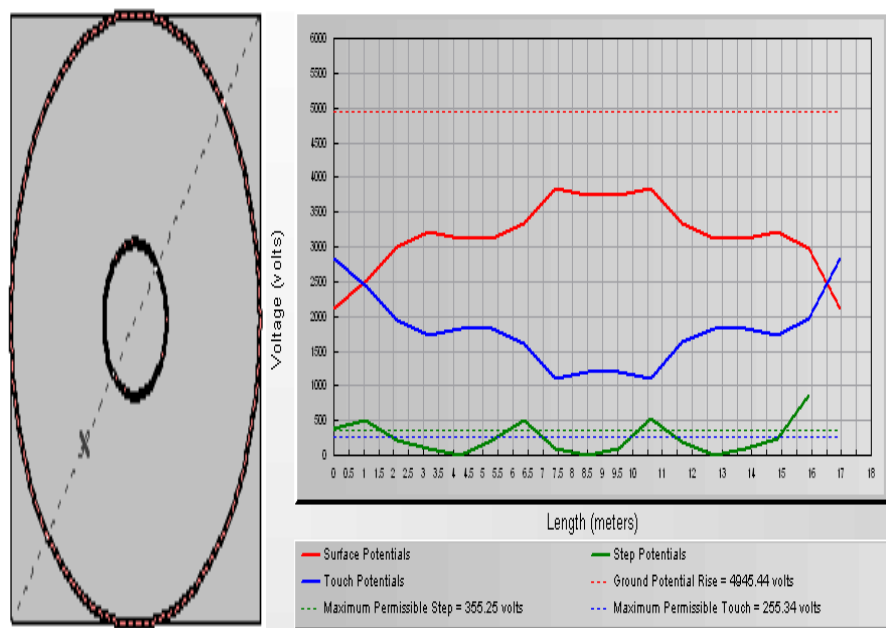 X
Voltage (volts)
6000
5500
5000
4500
4000
3500
3000
2500
2000
1500
1000
500
0
0 0.5 1 1.5 2 2.5 3 3.5 4 4.5 5 5.5 6 6.5 7 7.5 8 8.5 9 9.5 10 11 12 13 14 15 16 17 18
Length (meters)
Surface Potentials
Step Potentials
Touch Potentials
Ground Potential Rise = 4945.44 volts
Maximum Permissible Step = 355.25 volts
Maximum Permissible Touch = 255.34 volts